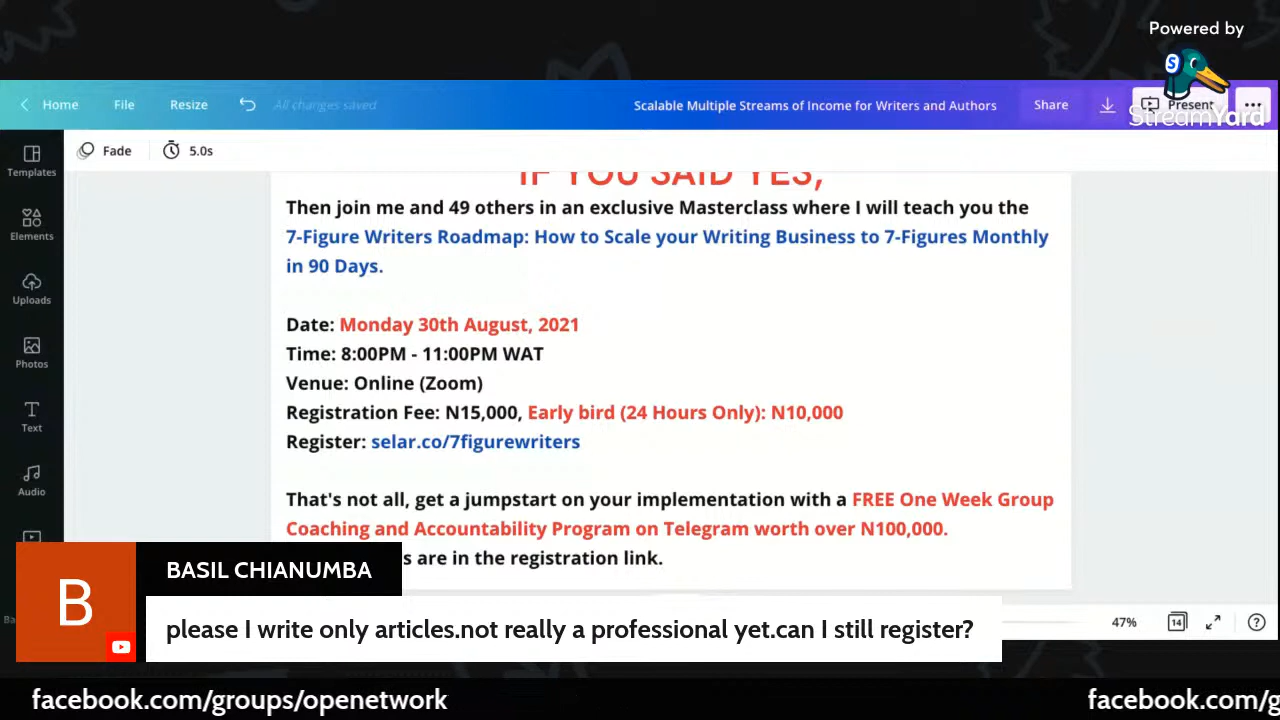 Powered by
StreamYard
Home
File
Resize
All changes saved
Scalable Multiple Streams of Income for Writers and Authors
Share
Present
Templates
Elements
Uploads
Photos
Text
Audio
Fade
5.0s
IF YOU SAID YES,
Then join me and 49 others in an exclusive Masterclass where I will teach you the
7-Figure Writers Roadmap: How to Scale your Writing Business to 7-Figures Monthly
in 90 Days.
Date: Monday 30th August, 2021
Time: 8:00PM - 11:00PM WAT
Venue: Online (Zoom)
Registration Fee: N15,000, Early bird (24 Hours Only): N10,000
Register: selar.co/7figurewriters
That's not all, get a jumpstart on your implementation with a FREE One Week Group
Coaching and Accountability Program on Telegram worth over N100,000.
s are in the registration link.
B
BASIL CHIANUMBA
please I write only articles.not really a professional yet.can I still register?
47%
14
facebook.com/groups/openetwork
facebook.com/g